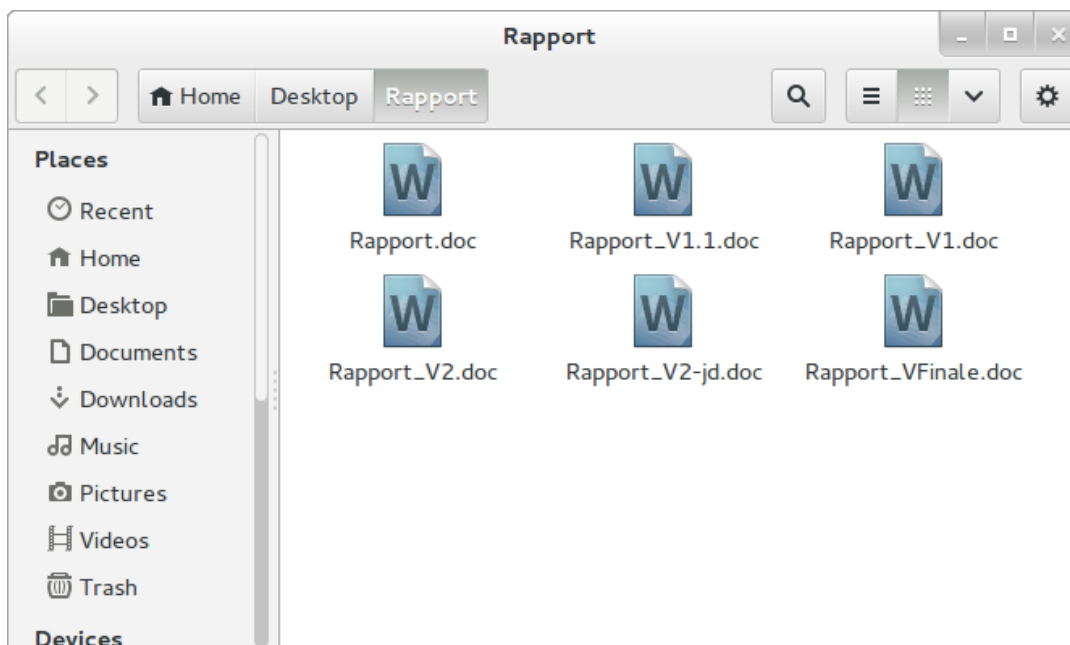 Rapport
Home Desktop Rapport
Places
Recent
Home
Desktop
Documents
Downloads
Music
Pictures
Videos
Trash
Devices
W W W
Rapport.doc Rapport_V1.1.doc Rapport_V1.doc
W W W
Rapport_V2.doc Rapport_V2-jd.doc Rapport_VFinale.doc